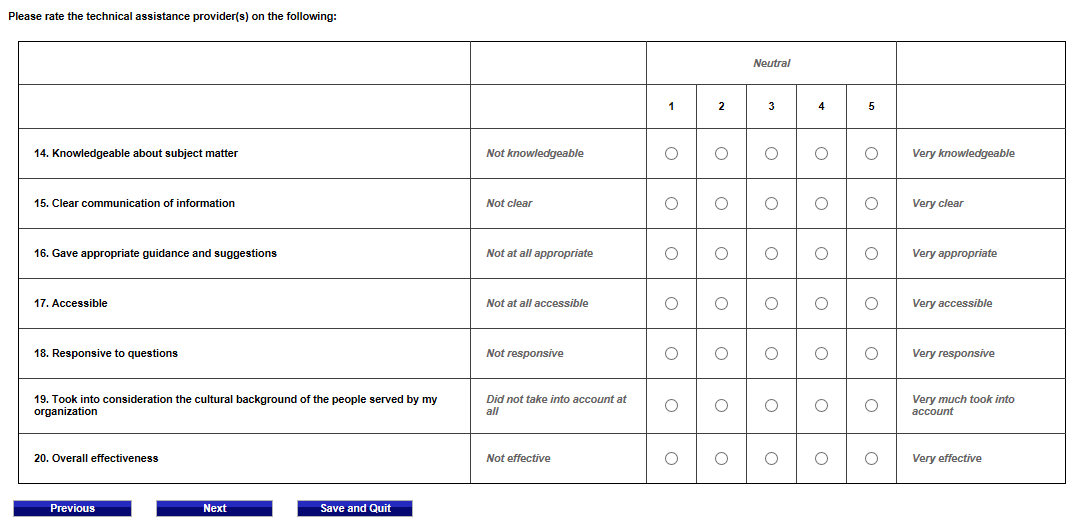 Please rate the technical assistance provider(s) on the following:
Neutral
1 2 3 4 5
14. Knowledgeable about subject matter Not knowledgeable Very knowledgeable
15. Clear communication of information Not clear Very clear
16. Gave appropriate guidance and suggestions Not at all appropriate Very appropriate
17. Accessible Not at all accessible Very accessible
18. Responsive to questions Not responsive Very responsive
19. Took into consideration the cultural background of the people served by my Did not take into account at Very much took into
organization all account
20. Overall effectiveness Not effective Very effective
Previous Next Save and Quit